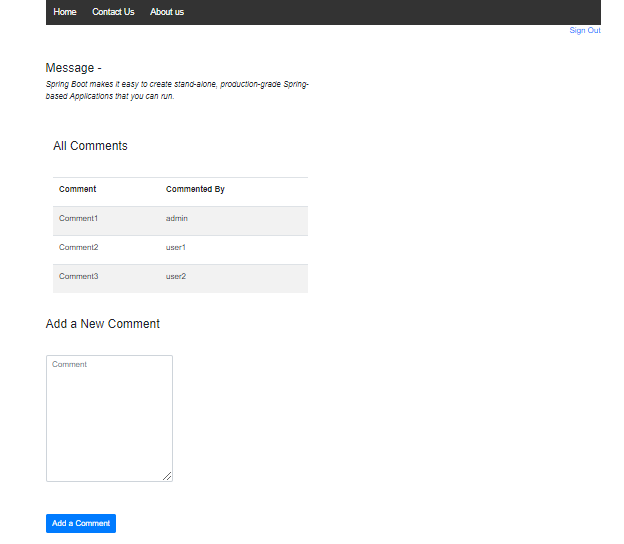 Home Contact Us About us
Sign Out
Message -
Spring Boot makes it easy to create stand-alone, production-grade Spring-
based Applications that you can run.
All Comments
Comment Commented By
Comment1 admin
Comment2 user1
Comment3 user2
Add a New Comment
Comment
Add a Comment